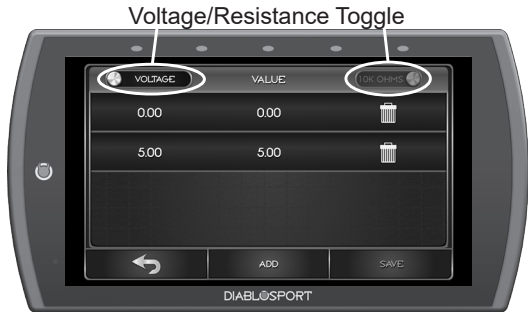 Voltage/Resistance Toggle
VOLTAGE VALUE 10K OHMS
0.00 0.00
5.00 5.00
ADD SAVE
DIABLOSPORT